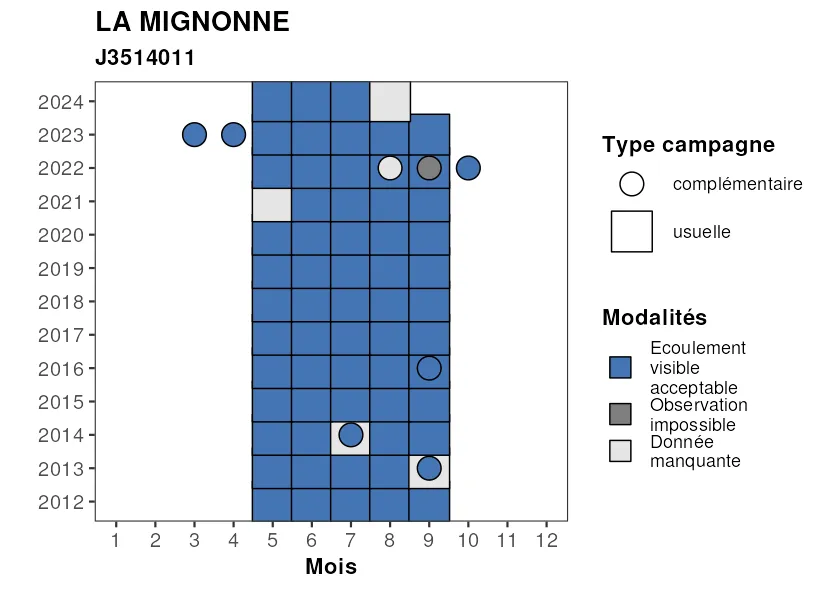 LA MIGNONNE
J3514011
2024
2023
2022
2021
2020
2019
2018
2017
2016
2015
2014
2013
2012
1 2 3 4 5 6 7 8 9 10 11 12
Mois
Type campagne
complémentaire
usuelle
Modalités
Ecoulement
visible
acceptable
Observation
impossible
Donnée
manquante